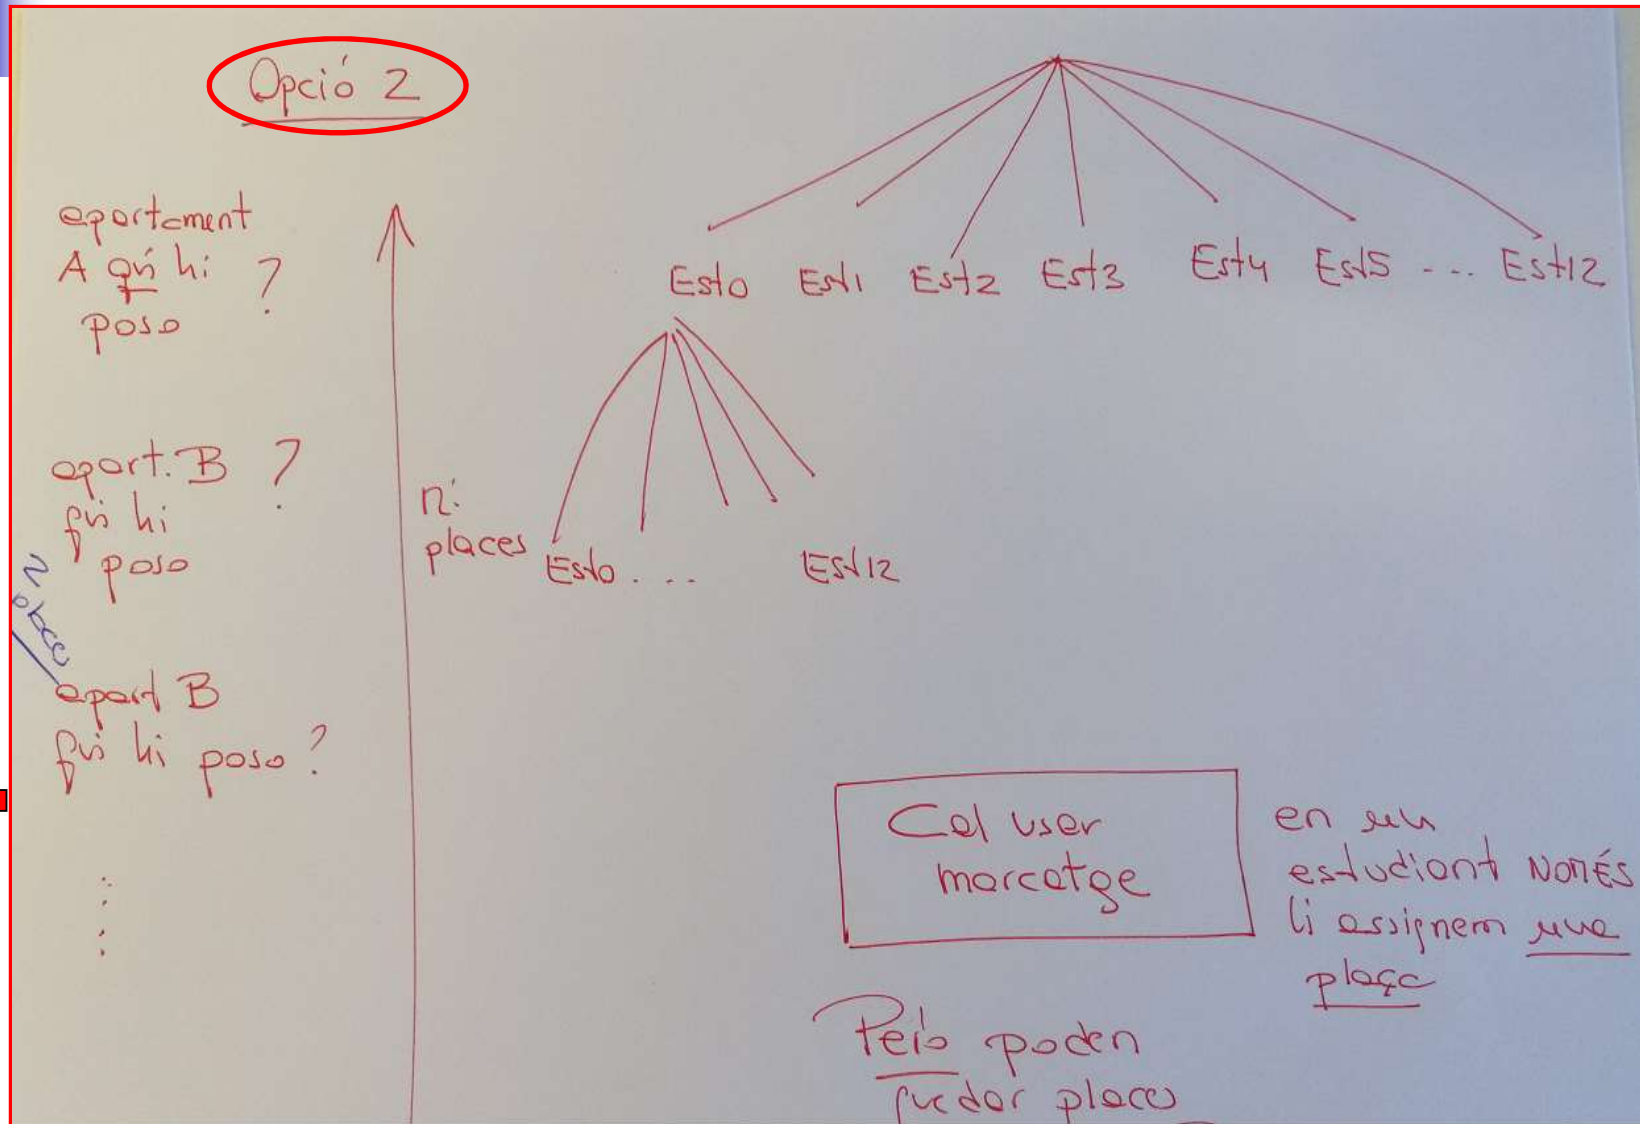 Opció 2
apartament
A qui hi
poso ?
Est0 Est1 Est2 Est3 Est4 Est5 ... Est12
apart. B ?
qui hi
poso
nº
places
Est0 .... Est12
2
places
apart B
qui hi poso ?
Cal usar
marcatge
en un
estudiant NOMÉS
li assignem una
plaça
Però poden
quedar places